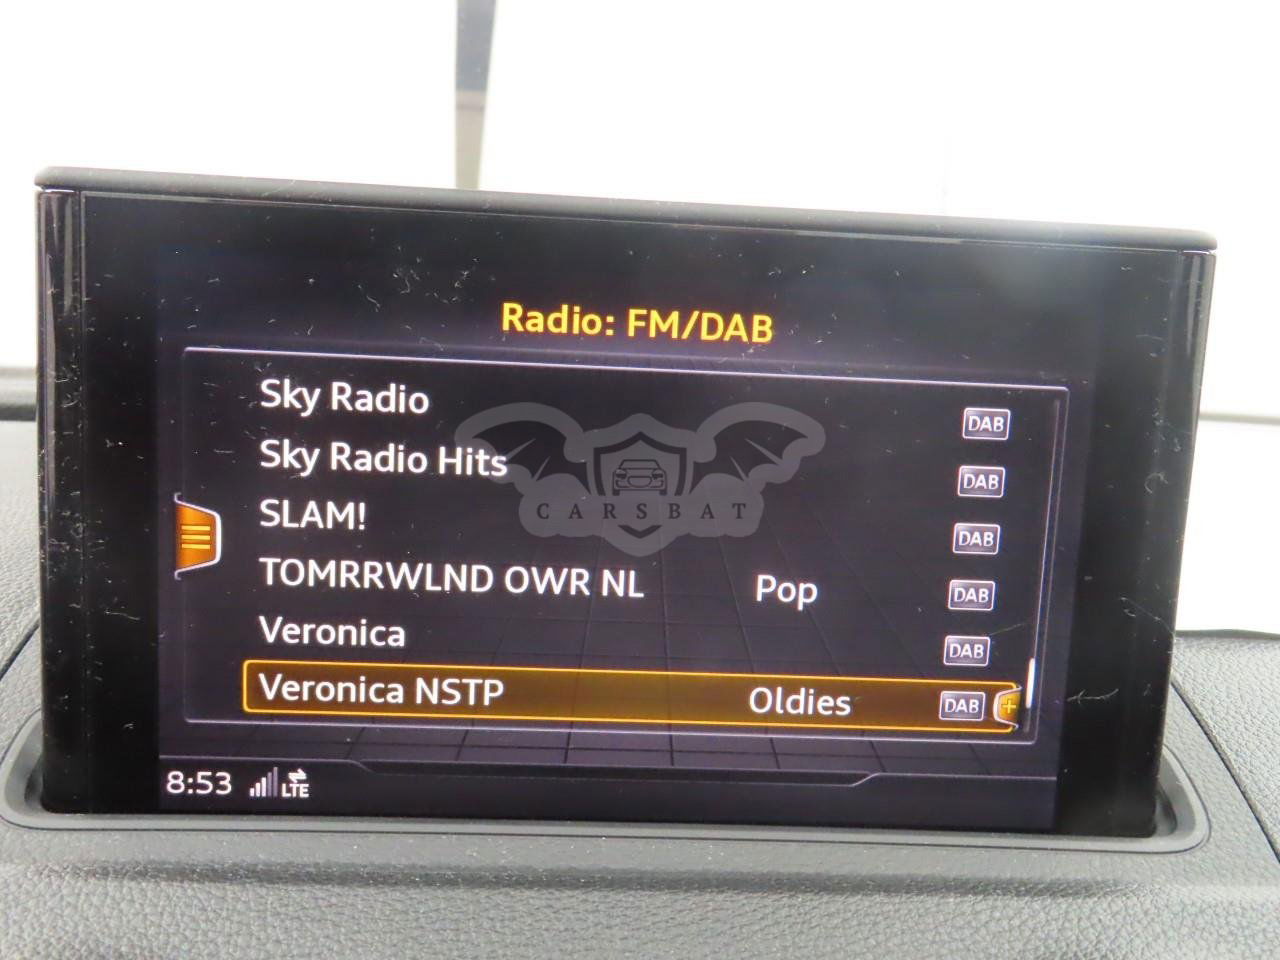 Radio: FM/DAB
Sky Radio DAB
Sky Radio Hits DAB
CARSBAT
SLAM! DAB
TOMRRWLND OWR NL Pop DAB
Veronica DAB
Veronica NSTP Oldies DAB +
8:53 LTE